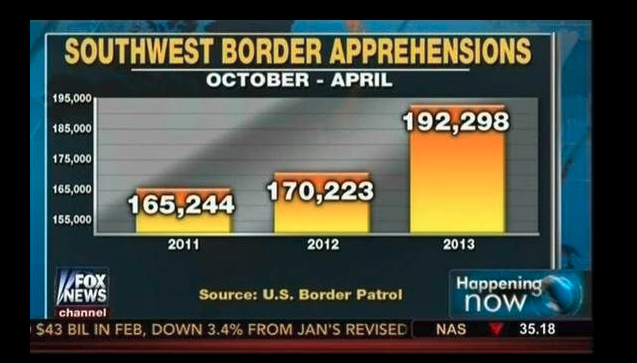 SOUTHWEST BORDER APPREHENSIONS
OCTOBER - APRIL
195,000
185,000
175,000
165,000
155,000
165,244
170,223
192,298
2011
2012
2013
FOX
NEWS
channel
Source: U.S. Border Patrol
Happening
now
$43 BIL IN FEB, DOWN 3.4% FROM JAN'S REVISED
NAS ▼ 35.18